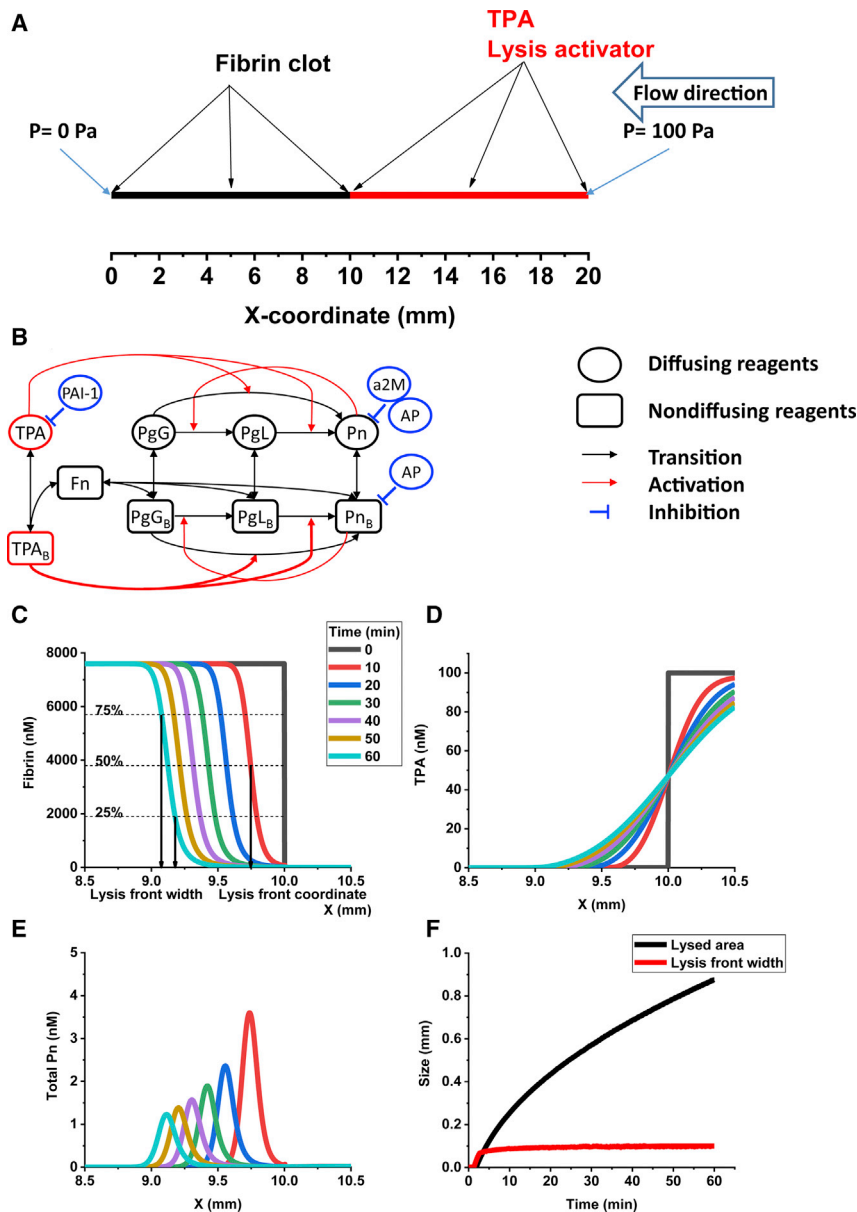 A
TPA
Lysis activator
Fibrin clot
Flow direction
P= 0 Pa
P= 100 Pa
0 2 4 6 8 10 12 14 16 18 20
X-coordinate (mm)
B
PAI-1
a2M
AP
TPA
PgG
PgL
Pn
Fn
AP
TPAB
PgGB
PgLB
PnB
Diffusing reagents
Nondiffusing reagents
Transition
Activation
Inhibition
C
8000
6000
4000
2000
0
Fibrin (nM)
75%
50%
25%
Time (min)
0
10
20
30
40
50
60
8.5 9.0 9.5 10.0 10.5
Lysis front width
Lysis front coordinate
X (mm)
D
120
100
80
60
40
20
0
TPA (nM)
8.5 9.0 9.5 10.0 10.5
X (mm)
E
5
4
3
2
1
0
Total Pn (nM)
8.5 9.0 9.5 10.0 10.5
X (mm)
F
Lysed area
Lysis front width
1.0
0.8
0.6
0.4
0.2
0.0
Size (mm)
0 10 20 30 40 50 60
Time (min)